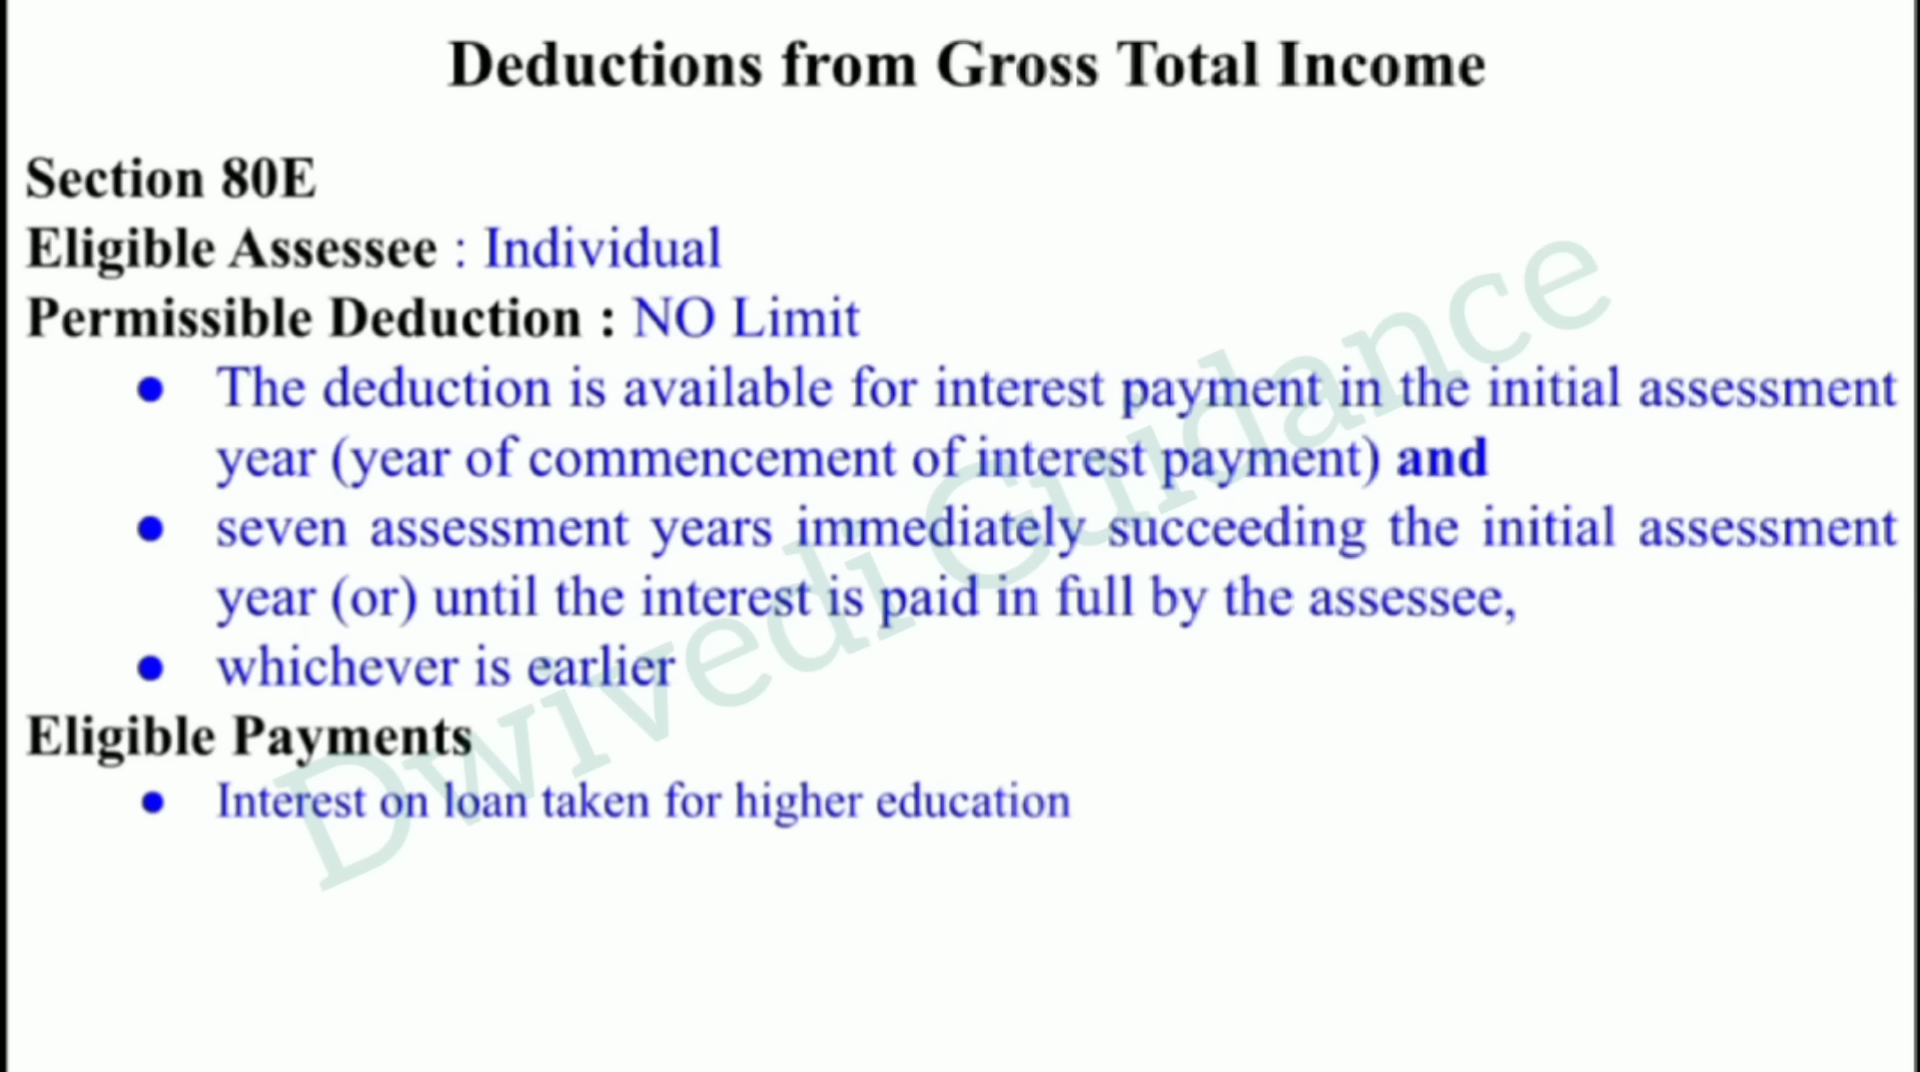 Deductions from Gross Total Income
Section 80E
Eligible Assessee : Individual
Permissible Deduction : NO Limit
● The deduction is available for interest payment in the initial assessment
year (year of commencement of interest payment) and
● seven assessment years immediately succeeding the initial assessment
year (or) until the interest is paid in full by the assessee,
● whichever is earlier
Eligible Payments
● Interest on loan taken for higher education
Dwivedi Guidance